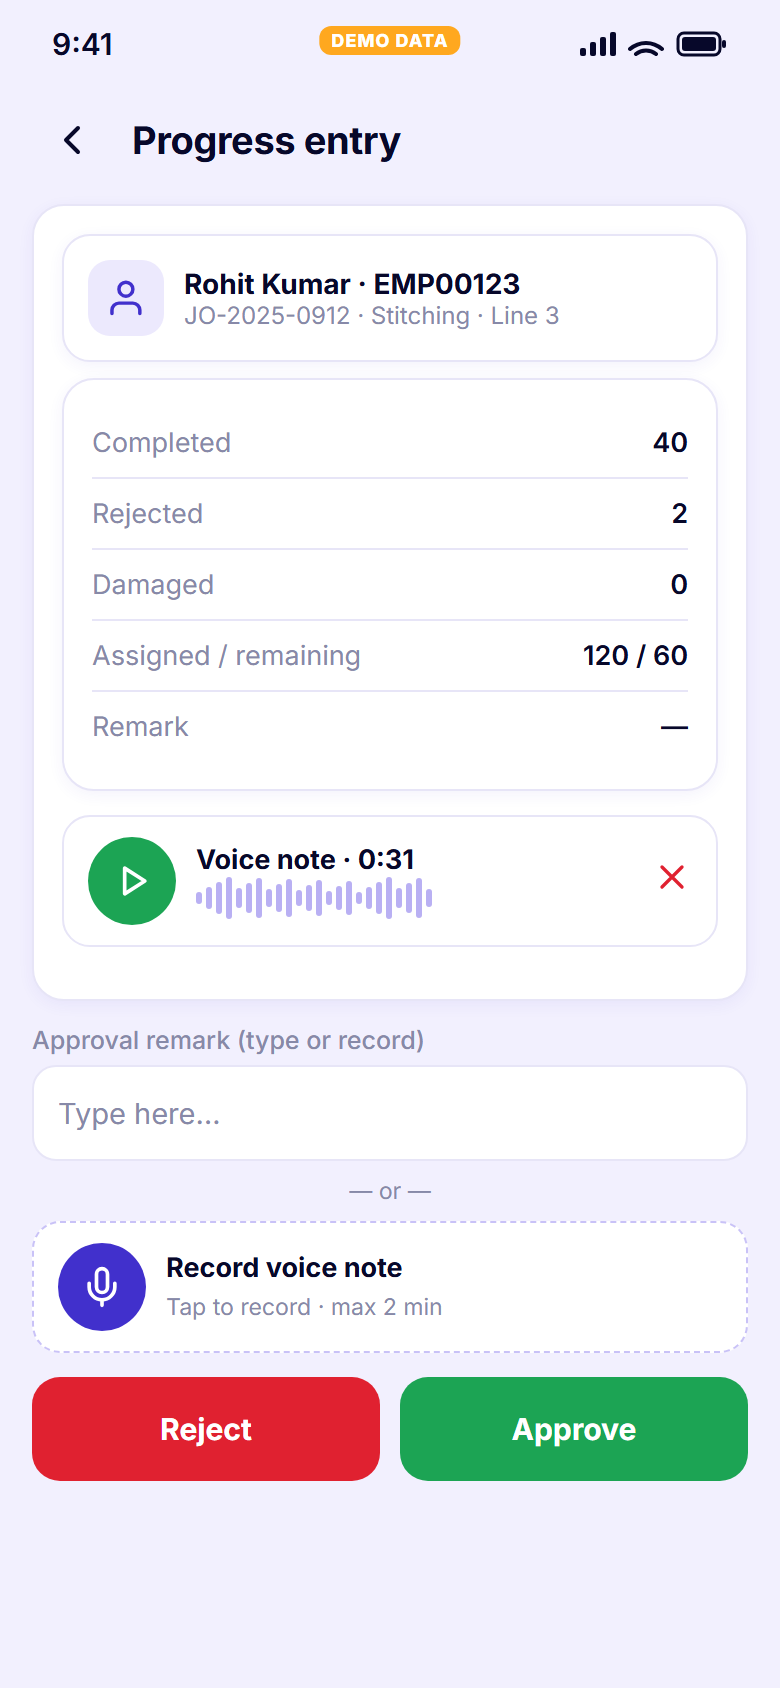 9:41
DEMO DATA
Progress entry
Rohit Kumar · EMP00123
JO-2025-0912 · Stitching · Line 3
Completed 40
Rejected 2
Damaged 0
Assigned / remaining 120 / 60
Remark —
Voice note · 0:31
Approval remark (type or record)
Type here...
— or —
Record voice note
Tap to record · max 2 min
Reject Approve